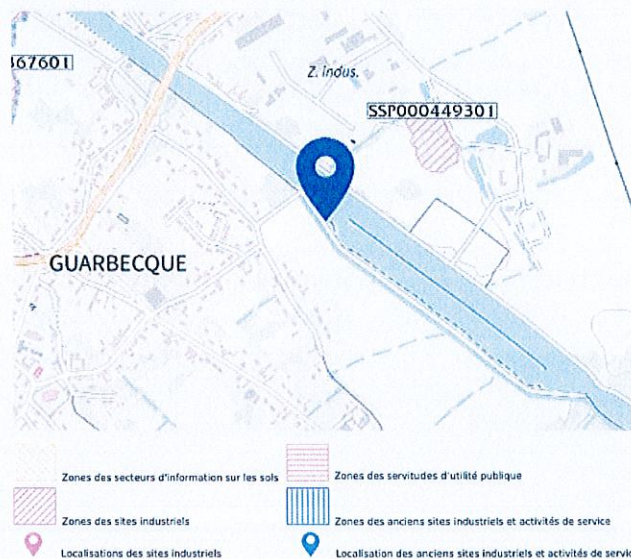 367601
Z. indus.
SSP000449301
GUARBECQUE
Zones des secteurs d'information sur les sols
Zones des servitudes d'utilité publique
Zones des sites industriels
Zones des anciens sites industriels et activités de service
Localisations des sites industriels
Localisation des anciens sites industriels et activités de servic